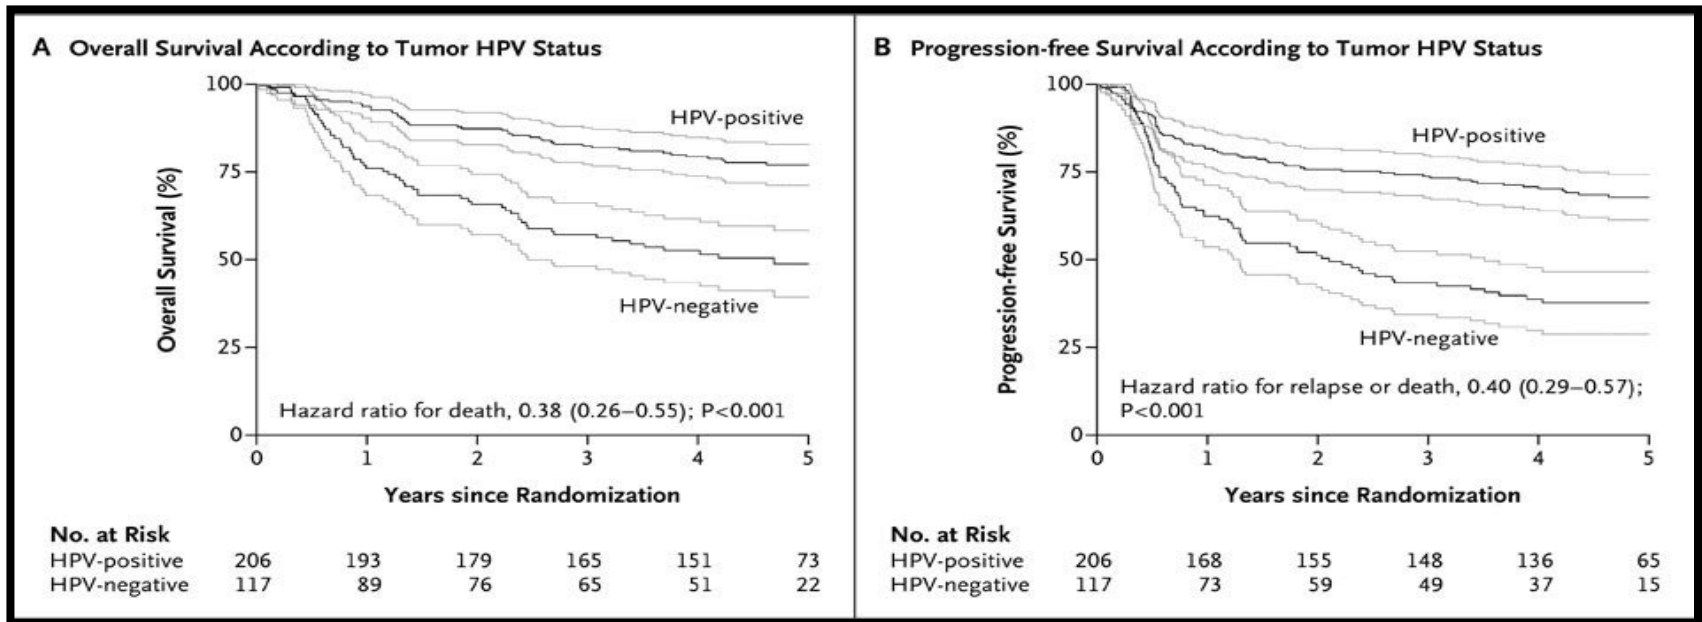 A Overall Survival According to Tumor HPV Status
100
75
50
25
0
Overall Survival (%)
HPV-positive
HPV-negative
Hazard ratio for death, 0.38 (0.26–0.55); P<0.001
0 1 2 3 4 5
Years since Randomization
No. at Risk
HPV-positive 206 193 179 165 151 73
HPV-negative 117 89 76 65 51 22
B Progression-free Survival According to Tumor HPV Status
100
75
50
25
0
Progression-free Survival (%)
HPV-positive
HPV-negative
Hazard ratio for relapse or death, 0.40 (0.29–0.57);
P<0.001
0 1 2 3 4 5
Years since Randomization
No. at Risk
HPV-positive 206 168 155 148 136 65
HPV-negative 117 73 59 49 37 15